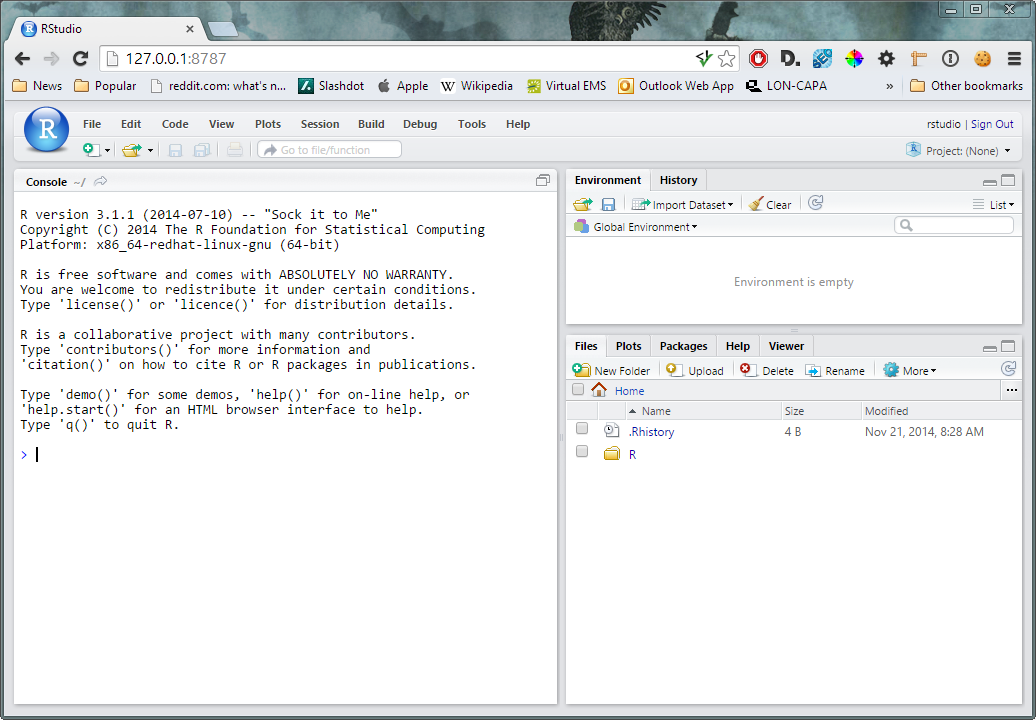 RStudio
127.0.0.1:8787
News Popular reddit.com: what's n... Slashdot Apple Wikipedia Virtual EMS Outlook Web App LON-CAPA » Other bookmarks
R File Edit Code View Plots Session Build Debug Tools Help rstudio | Sign Out
Go to file/function Project: (None)
Console ~/
R version 3.1.1 (2014-07-10) -- "Sock it to Me"
Copyright (C) 2014 The R Foundation for Statistical Computing
Platform: x86_64-redhat-linux-gnu (64-bit)
R is free software and comes with ABSOLUTELY NO WARRANTY.
You are welcome to redistribute it under certain conditions.
Type 'license()' or 'licence()' for distribution details.
R is a collaborative project with many contributors.
Type 'contributors()' for more information and
'citation()' on how to cite R or R packages in publications.
Type 'demo()' for some demos, 'help()' for on-line help, or
'help.start()' for an HTML browser interface to help.
Type 'q()' to quit R.
>
Environment History
Import Dataset Clear List
Global Environment
Environment is empty
Files Plots Packages Help Viewer
New Folder Upload Delete Rename More
Home ...
Name Size Modified
.Rhistory 4 B Nov 21, 2014, 8:28 AM
R